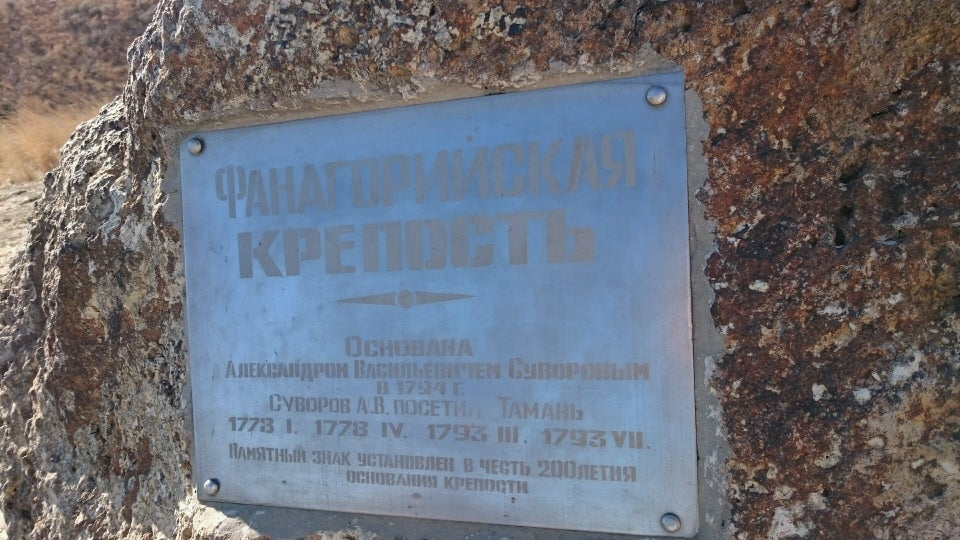 Фанагорийская
крепость
Основана
Александром Васильевичем Суворовым
в 1794 г.
Суворов А.В. посетил Тамань
1778 I. 1778 IV. 1793 III. 1793 VII.
Памятный знак установлен в честь 200летия
основания крепости